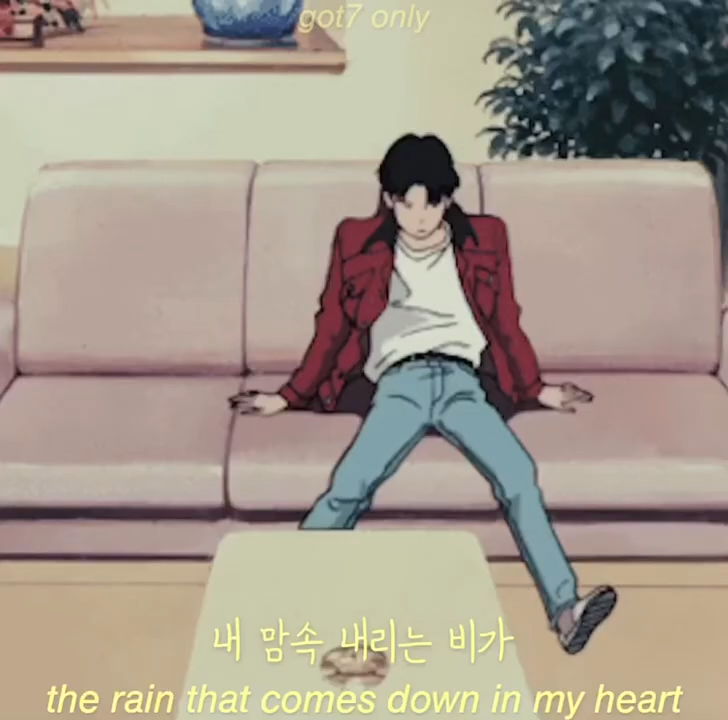 got7 only
내 맘속 내리는 비가
the rain that comes down in my heart